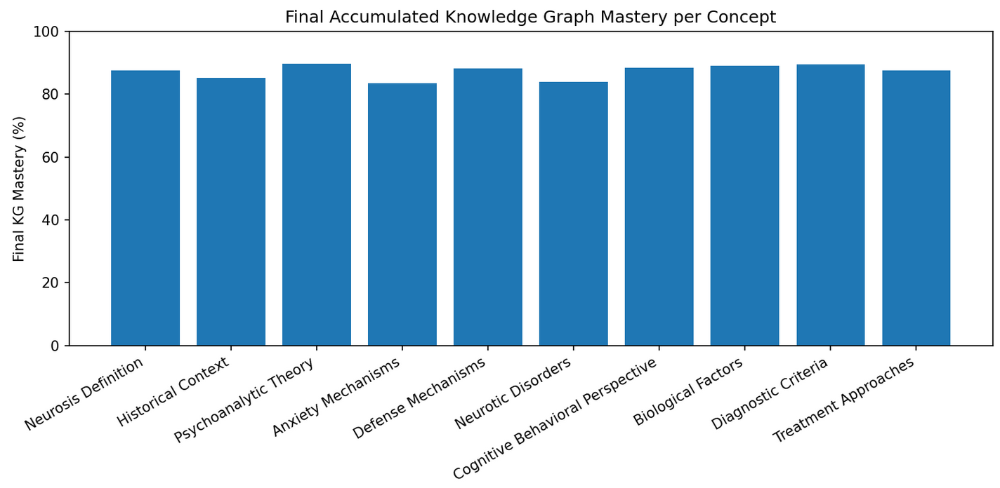 Final Accumulated Knowledge Graph Mastery per Concept
Final KG Mastery (%)
100
80
60
40
20
0
Neurosis Definition
Historical Context
Psychoanalytic Theory
Anxiety Mechanisms
Defense Mechanisms
Neurotic Disorders
Cognitive Behavioral Perspective
Biological Factors
Diagnostic Criteria
Treatment Approaches